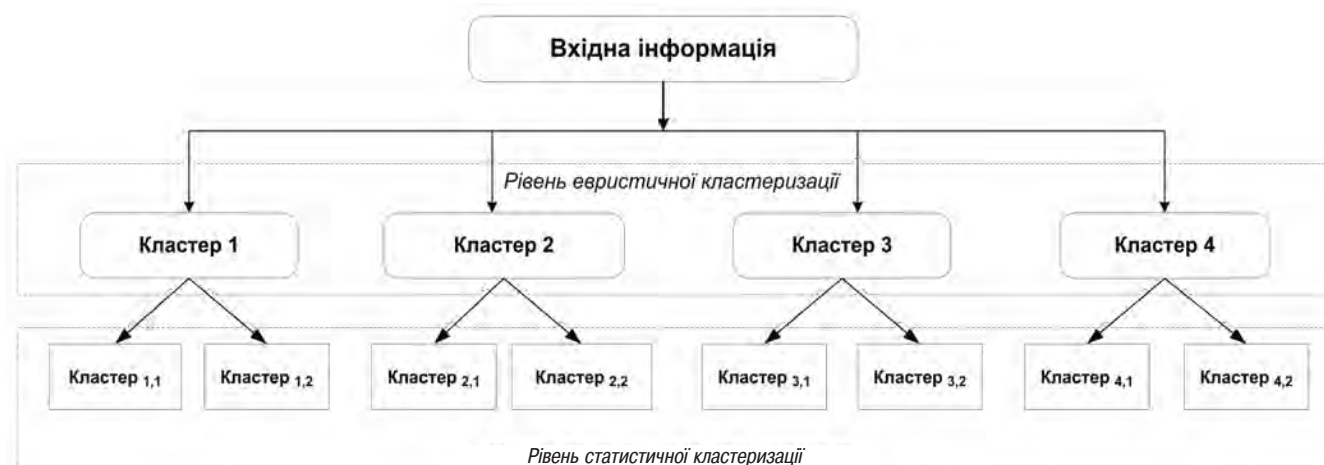 Вхідна інформація
Рівень евристичної кластеризації
Кластер 1 Кластер 2 Кластер 3 Кластер 4
Кластер 1,1 Кластер 1,2 Кластер 2,1 Кластер 2,2 Кластер 3,1 Кластер 3,2 Кластер 4,1 Кластер 4,2
Рівень статистичної кластеризації